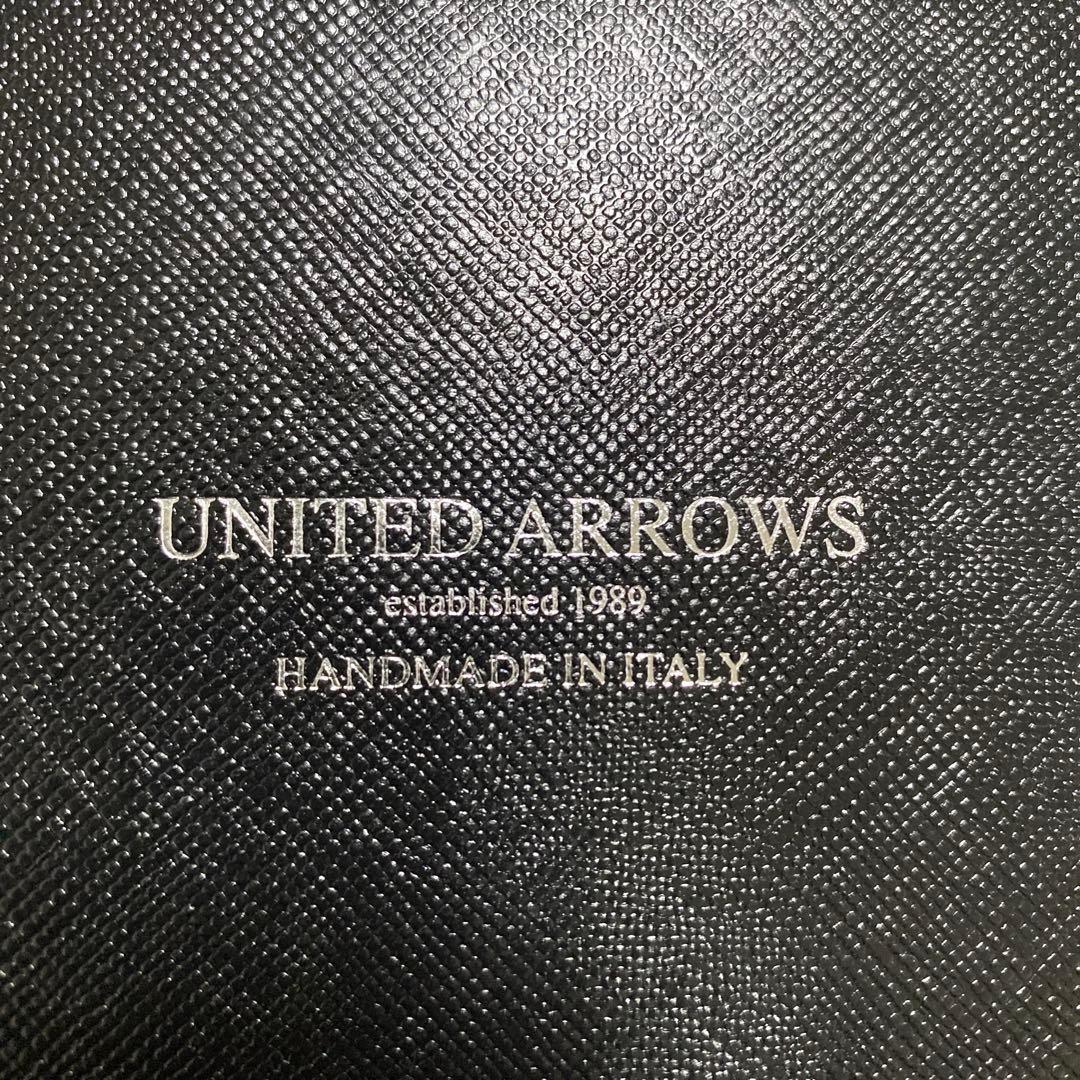 UNITED ARROWS
established 1989
HANDMADE IN ITALY